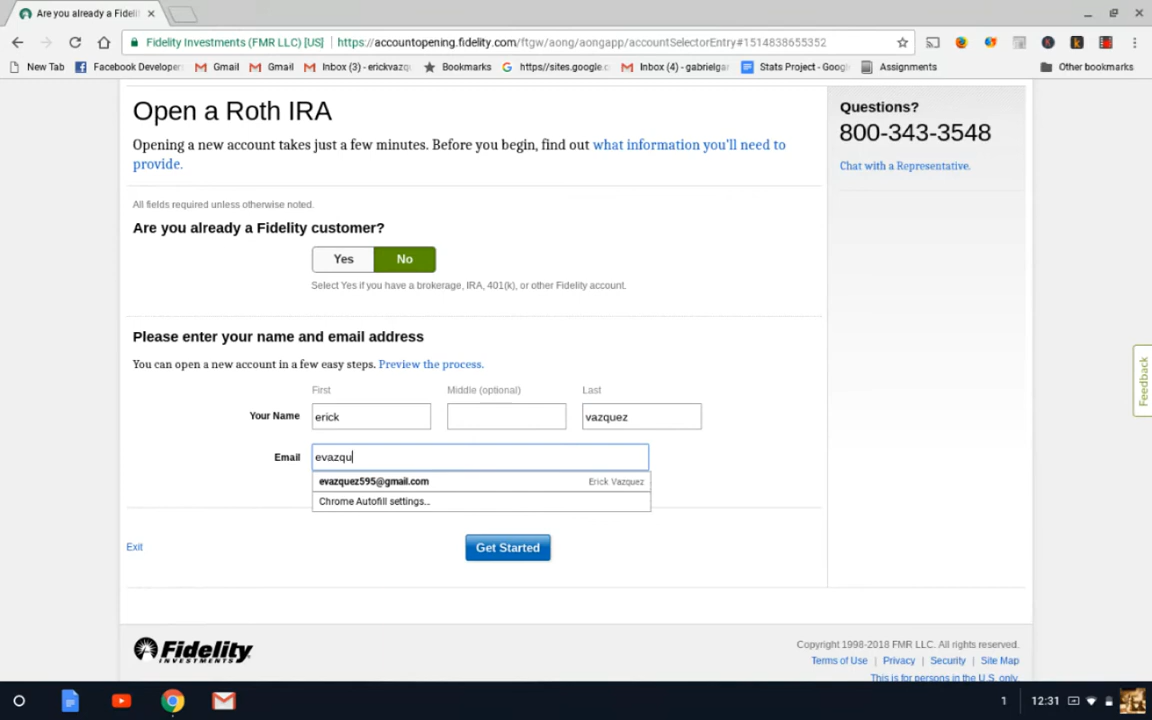 Are you already a Fideli
Fidelity Investments (FMR LLC) [US] https://accountopening.fidelity.com/ftgw/aong/aongapp/accountSelectorEntry#1514838655352
New Tab Facebook Developer Gmail Gmail Inbox (3) - erickvazqu Bookmarks https//sites.google.c Inbox (4) - gabrielgar Stats Project - Goog Assignments Other bookmarks
Open a Roth IRA
Opening a new account takes just a few minutes. Before you begin, find out what information you'll need to
provide.
All fields required unless otherwise noted.
Are you already a Fidelity customer?
Yes No
Select Yes if you have a brokerage, IRA, 401(k), or other Fidelity account.
Please enter your name and email address
You can open a new account in a few easy steps. Preview the process.
First Middle (optional) Last
Your Name erick vazquez
Email evazqu
evazquez595@gmail.com Erick Vazquez
Chrome Autofill settings...
Exit Get Started
Questions?
800-343-3548
Chat with a Representative.
Feedback
Fidelity
INVESTMENTS
Copyright 1998-2018 FMR LLC. All rights reserved.
Terms of Use | Privacy | Security | Site Map
This is for persons in the U.S. only.
1 12:31